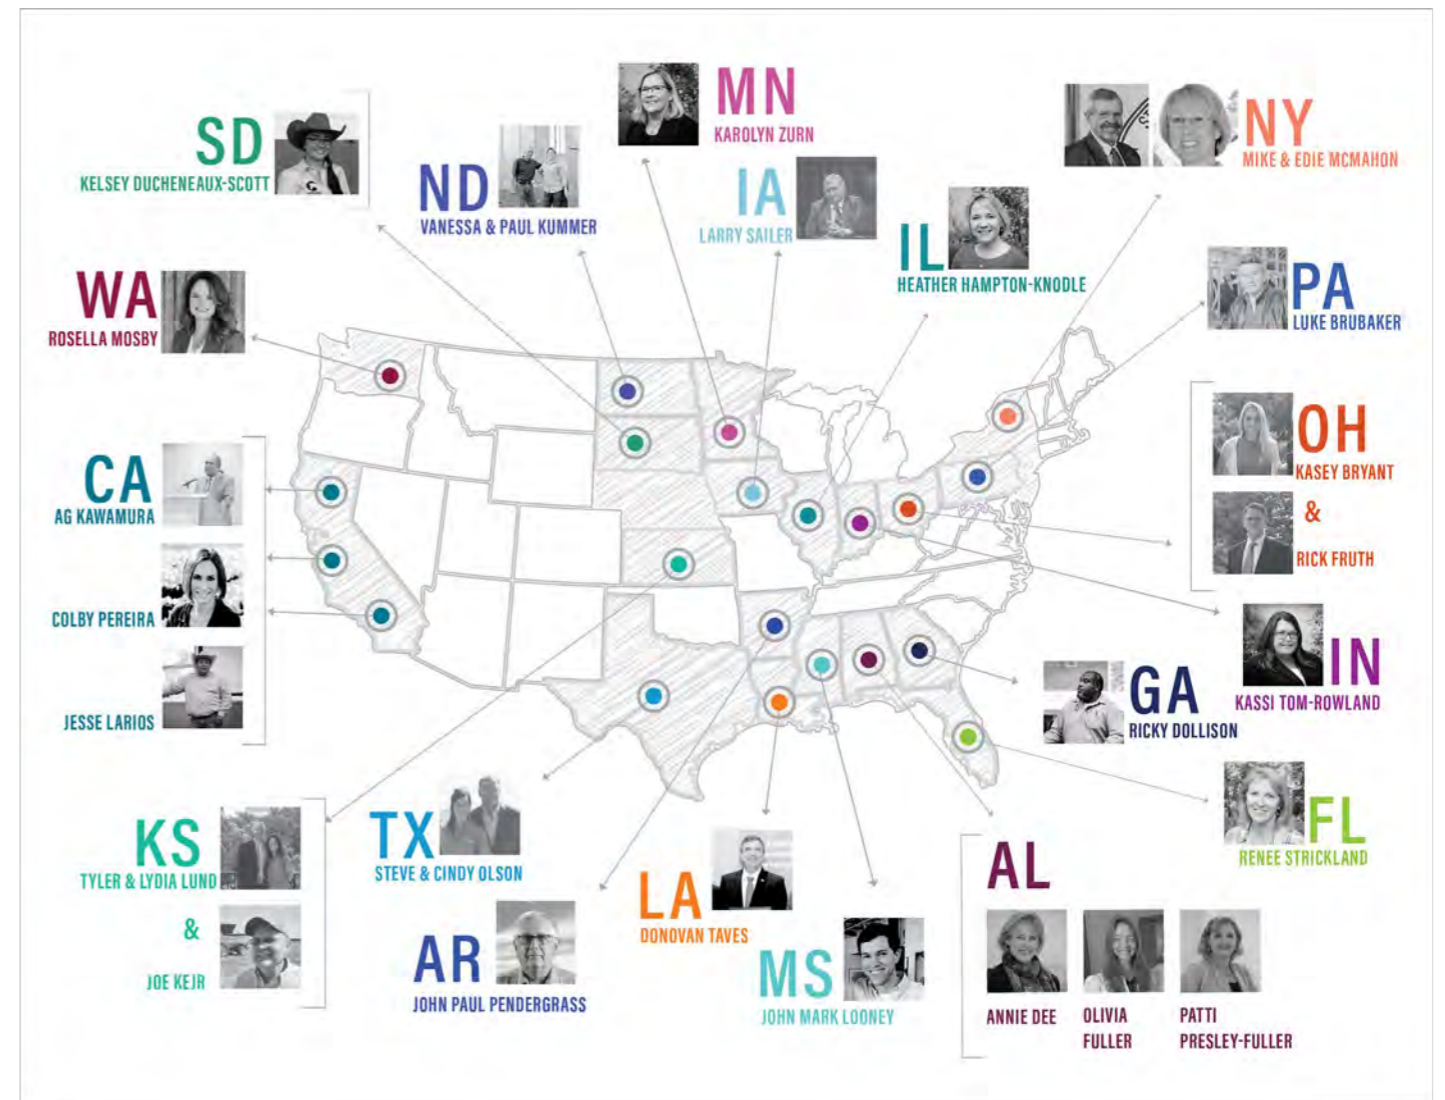 MN
KAROLYN ZURN
NY
MIKE & EDIE MCMAHON
SD
KELSEY DUCHENEAUX-SCOTT
ND
VANESSA & PAUL KUMMER
IA
LARRY SAILER
IL
HEATHER HAMPTON-KNODLE
PA
LUKE BRUBAKER
WA
ROSELLA MOSBY
OH
KASEY BRYANT
&
RICK FRUTH
CA
AG KAWAMURA
COLBY PEREIRA
JESSE LARIOS
IN
KASSI TOM-ROWLAND
GA
RICKY DOLLISON
FL
RENEE STRICKLAND
KS
TYLER & LYDIA LUND
&
JOE KEJR
TX
STEVE & CINDY OLSON
AR
JOHN PAUL PENDERGRASS
LA
DONOVAN TAVES
MS
JOHN MARK LOONEY
AL
ANNIE DEE
OLIVIA
FULLER
PATTI
PRESLEY-FULLER